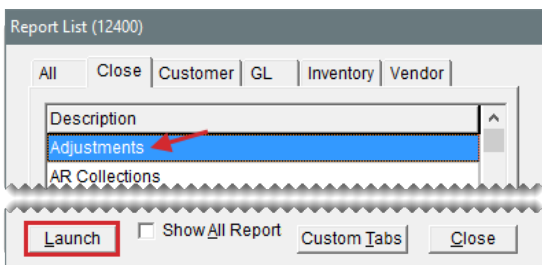 Report List (12400)
All Close Customer GL Inventory Vendor
Description
Adjustments
AR Collections
Launch Show All Report Custom Tabs Close